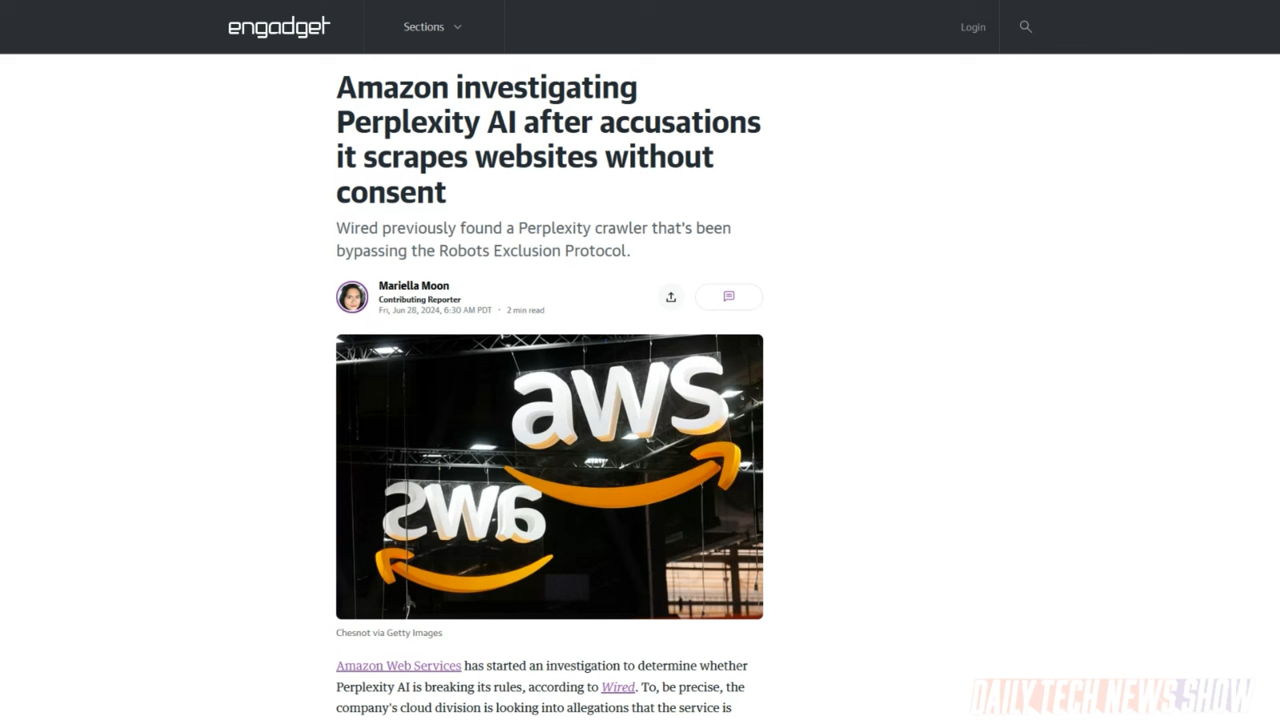 engadget
Sections
Login
Amazon investigating
Perplexity AI after accusations
it scrapes websites without
consent
Wired previously found a Perplexity crawler that's been
bypassing the Robots Exclusion Protocol.
Mariella Moon
Contributing Reporter
Fri, Jun 28, 2024, 6:30 AM PDT · 2 min read
aws
aws
Chesnot via Getty Images
Amazon Web Services has started an investigation to determine whether
Perplexity AI is breaking its rules, according to Wired. To, be precise, the
company's cloud division is looking into allegations that the service is
DAILY TECH NEWS SHOW